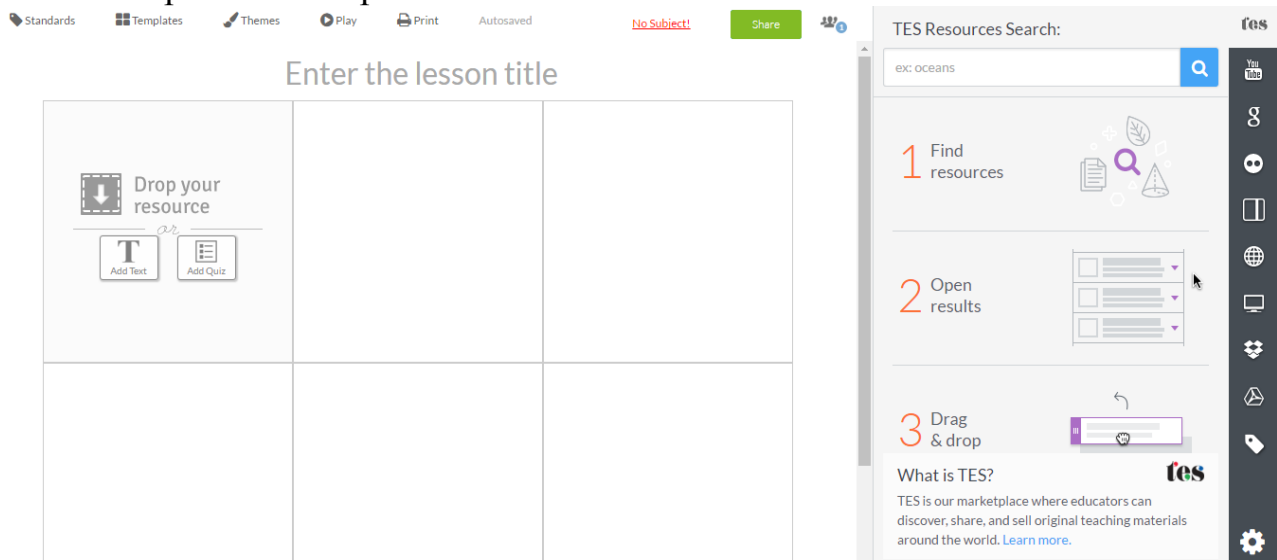 Standards Templates Themes Play Print Autosaved No Subject! Share 1
Enter the lesson title
Drop your
resource
or
T
Add Text Add Quiz
TES Resources Search:
ex: oceans
1 Find
resources
2 Open
results
3 Drag
& drop
What is TES? tes
TES is our marketplace where educators can
discover, share, and sell original teaching materials
around the world. Learn more.
tes
You
Tube
g